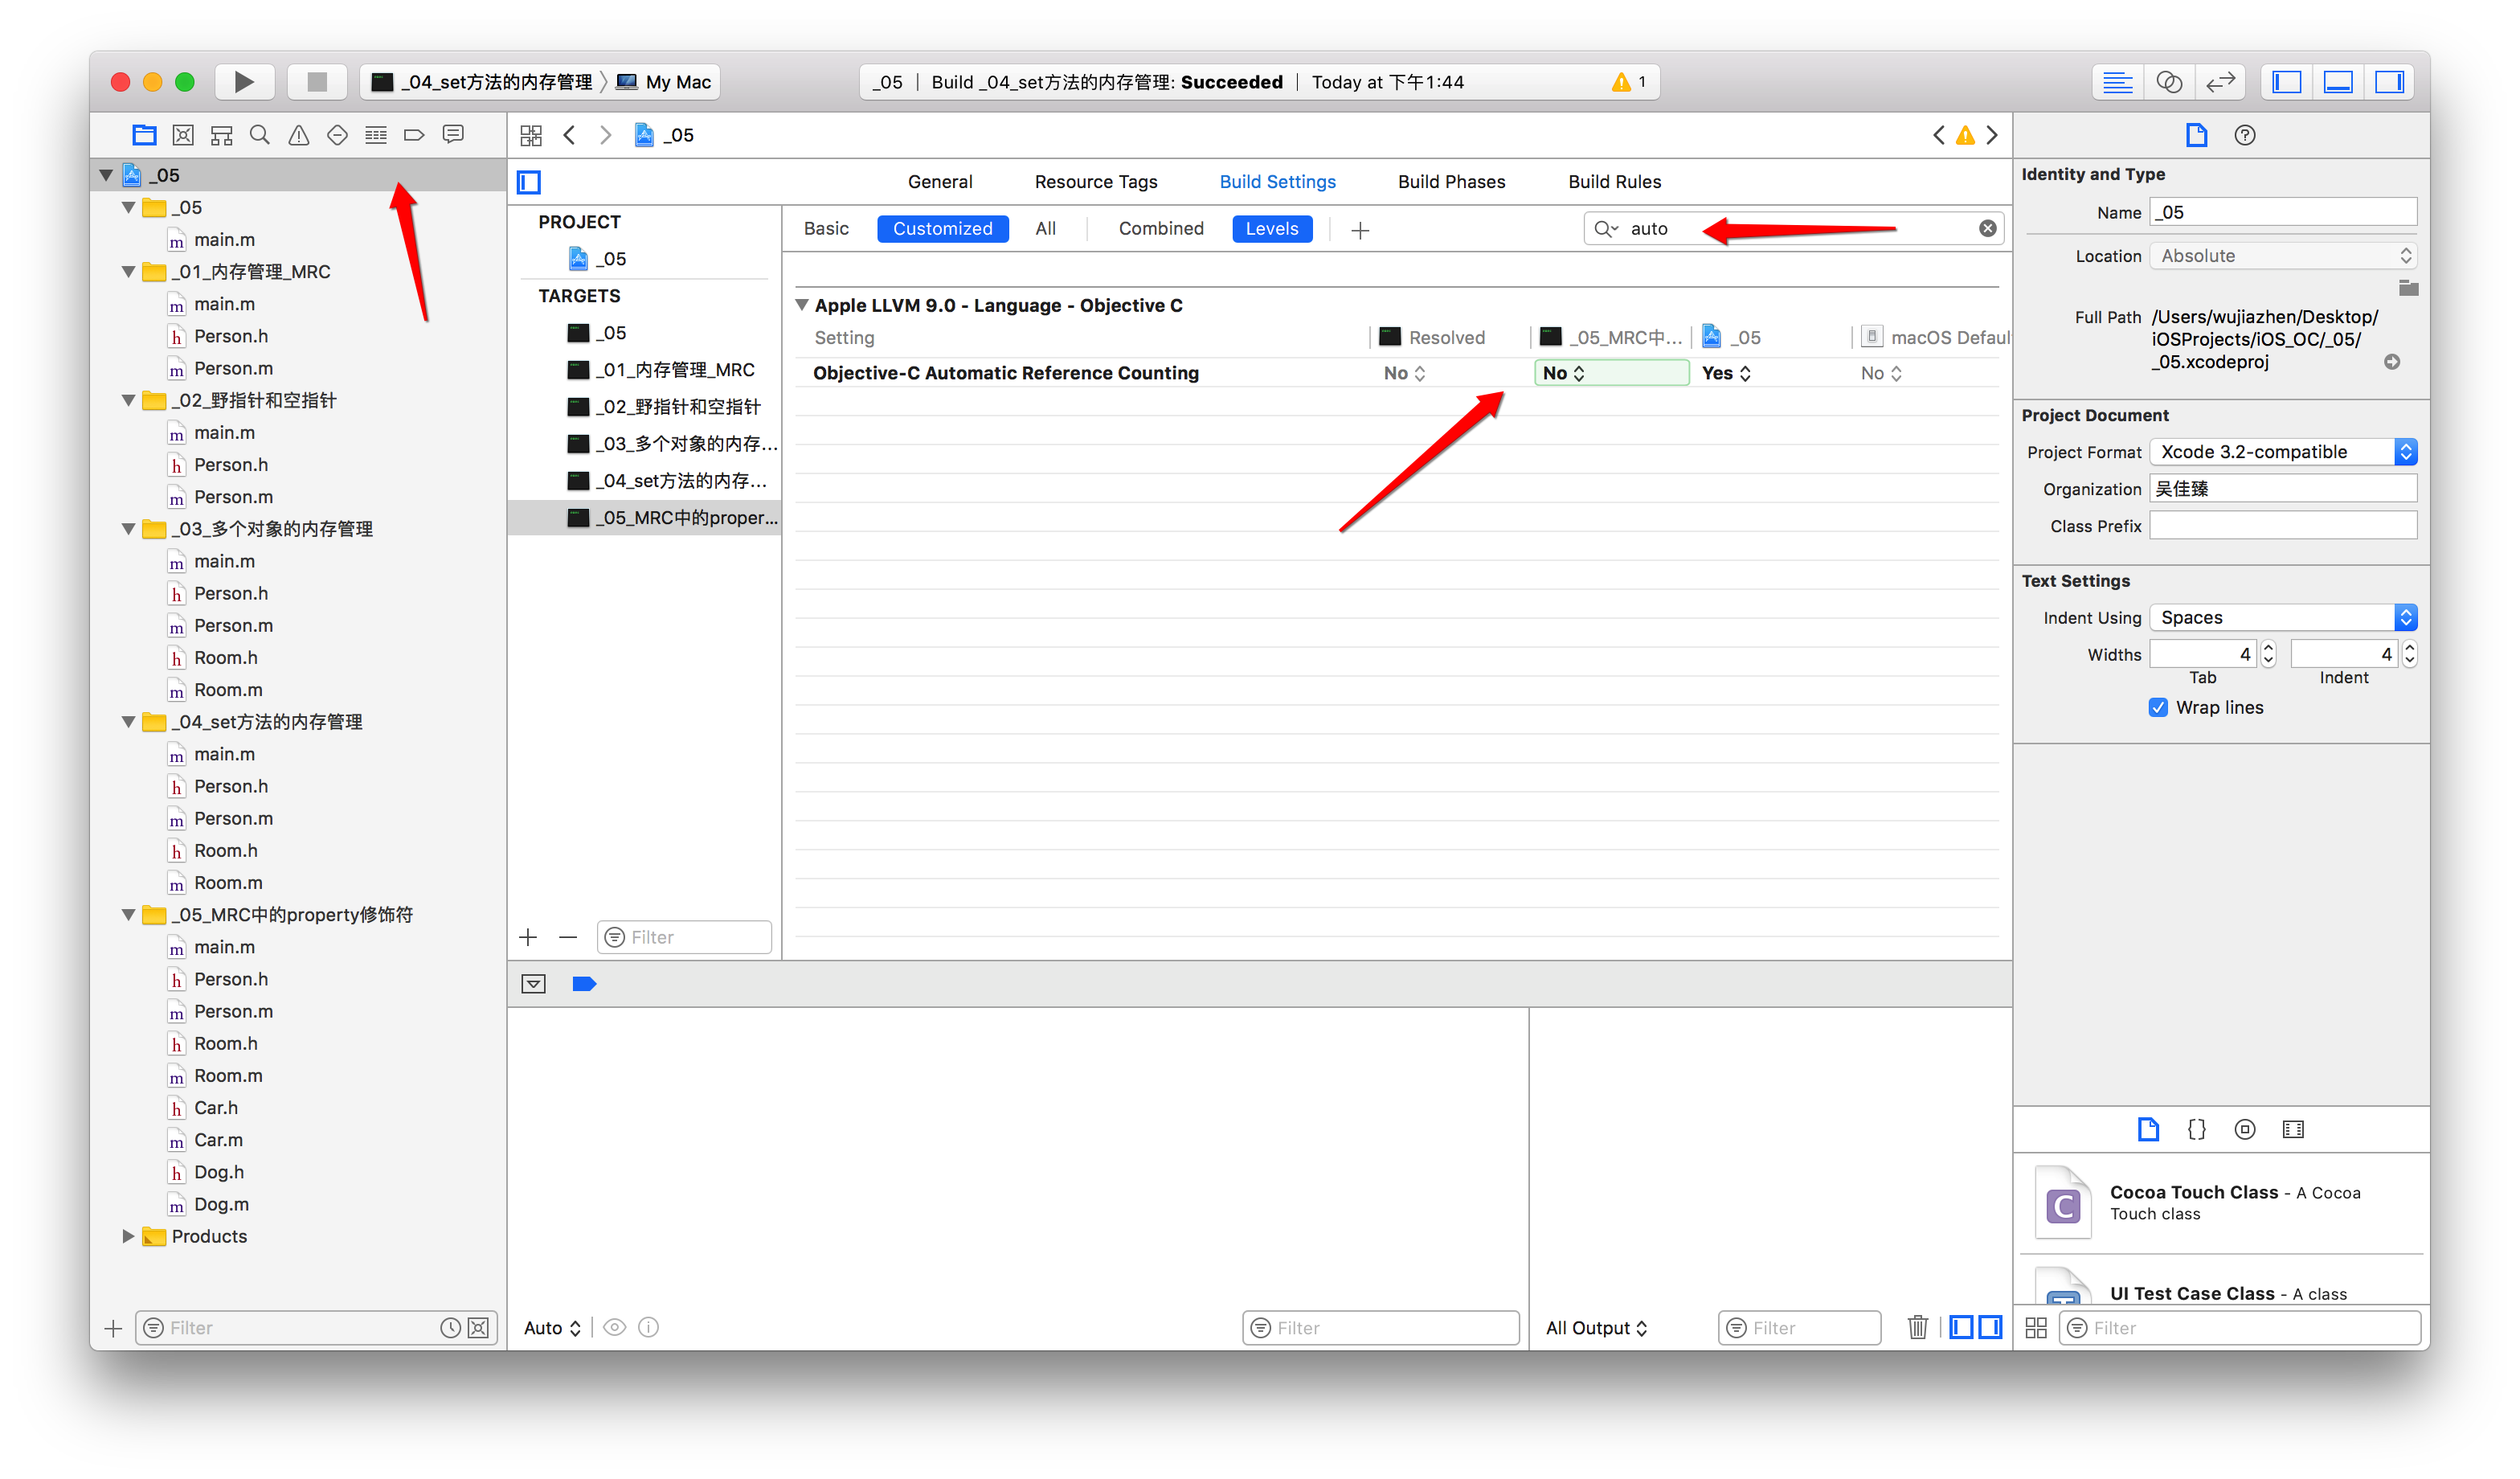 _04_set方法的内存管理 〉 My Mac
_05 | Build _04_set方法的内存管理: Succeeded | Today at 下午1:44
1
_05
_05
main.m
_01_内存管理_MRC
main.m
Person.h
Person.m
_02_野指针和空指针
main.m
Person.h
Person.m
_03_多个对象的内存管理
main.m
Person.h
Person.m
Room.h
Room.m
_04_set方法的内存管理
main.m
Person.h
Person.m
Room.h
Room.m
_05_MRC中的property修饰符
main.m
Person.h
Person.m
Room.h
Room.m
Car.h
Car.m
Dog.h
Dog.m
Products
Filter
_05
General Resource Tags Build Settings Build Phases Build Rules
PROJECT
_05
TARGETS
_05
_01_内存管理_MRC
_02_野指针和空指针
_03_多个对象的内存...
_04_set方法的内存...
_05_MRC中的proper...
Filter
Basic Customized All Combined Levels auto
Apple LLVM 9.0 - Language - Objective C
Setting Resolved _05_MRC中... _05 macOS Defaul
Objective-C Automatic Reference Counting No No Yes No
Auto Filter
All Output Filter
Identity and Type
Name _05
Location Absolute
Full Path /Users/wujiazhen/Desktop/
iOSProjects/iOS_OC/_05/
_05.xcodeproj
Project Document
Project Format Xcode 3.2-compatible
Organization 吴佳臻
Class Prefix
Text Settings
Indent Using Spaces
Widths 4 4
Tab Indent
Wrap lines
Cocoa Touch Class - A Cocoa
Touch class
UI Test Case Class - A class
Filter